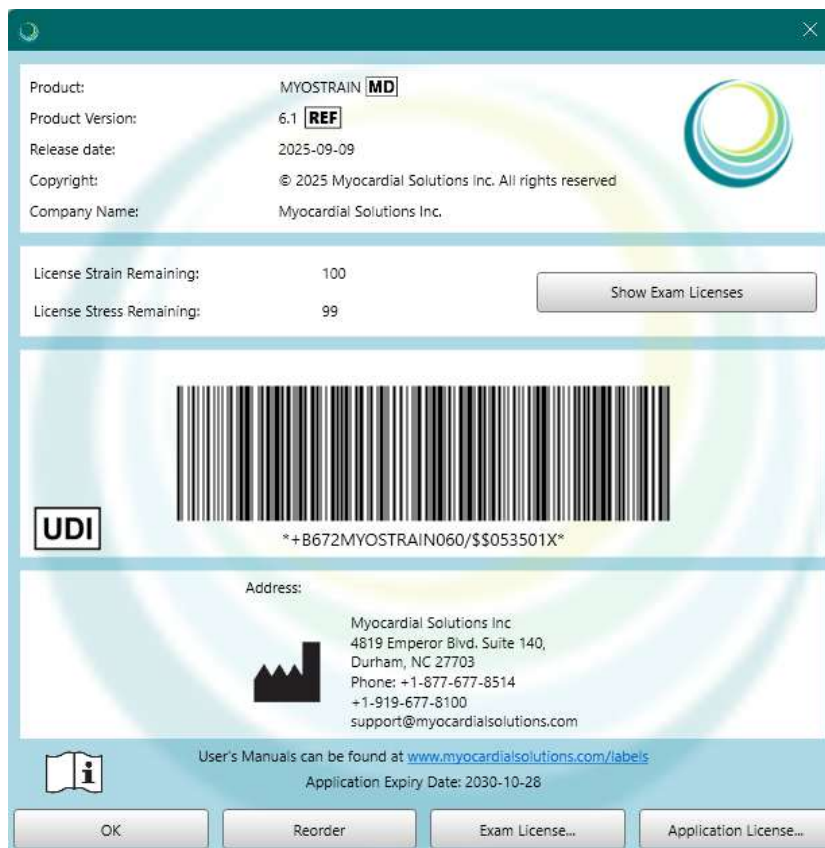 Product: MYOSTRAIN MD
Product Version: 6.1 REF
Release date: 2025-09-09
Copyright: © 2025 Myocardial Solutions Inc. All rights reserved
Company Name: Myocardial Solutions Inc.
License Strain Remaining: 100
Show Exam Licenses
License Stress Remaining: 99
UDI
*+B672MYOSTRAIN060/$$053501X*
Address:
Myocardial Solutions Inc
4819 Emperor Blvd. Suite 140,
Durham, NC 27703
Phone: +1-877-677-8514
+1-919-677-8100
support@myocardialsolutions.com
User's Manuals can be found at www.myocardialsolutions.com/labels
Application Expiry Date: 2030-10-28
OK Reorder Exam License... Application License...